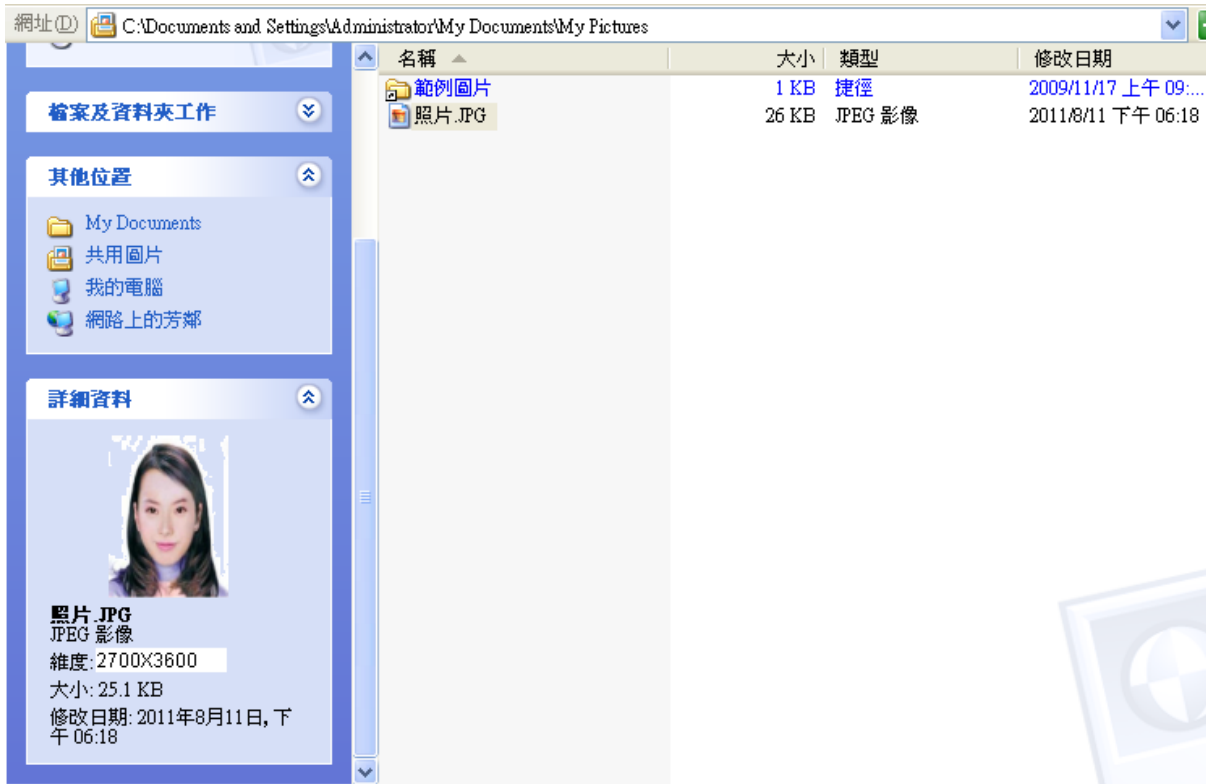 網址(D) C:\Documents and Settings\Administrator\My Documents\My Pictures
名稱 大小 類型 修改日期
範例圖片 1 KB 捷徑 2009/11/17 上午 09:...
照片.JPG 26 KB JPEG 影像 2011/8/11 下午 06:18
檔案及資料夾工作
其他位置
My Documents
共用圖片
我的電腦
網路上的芳鄰
詳細資料
照片.JPG
JPEG 影像
維度: 2700X3600
大小: 25.1 KB
修改日期: 2011年8月11日, 下
午 06:18